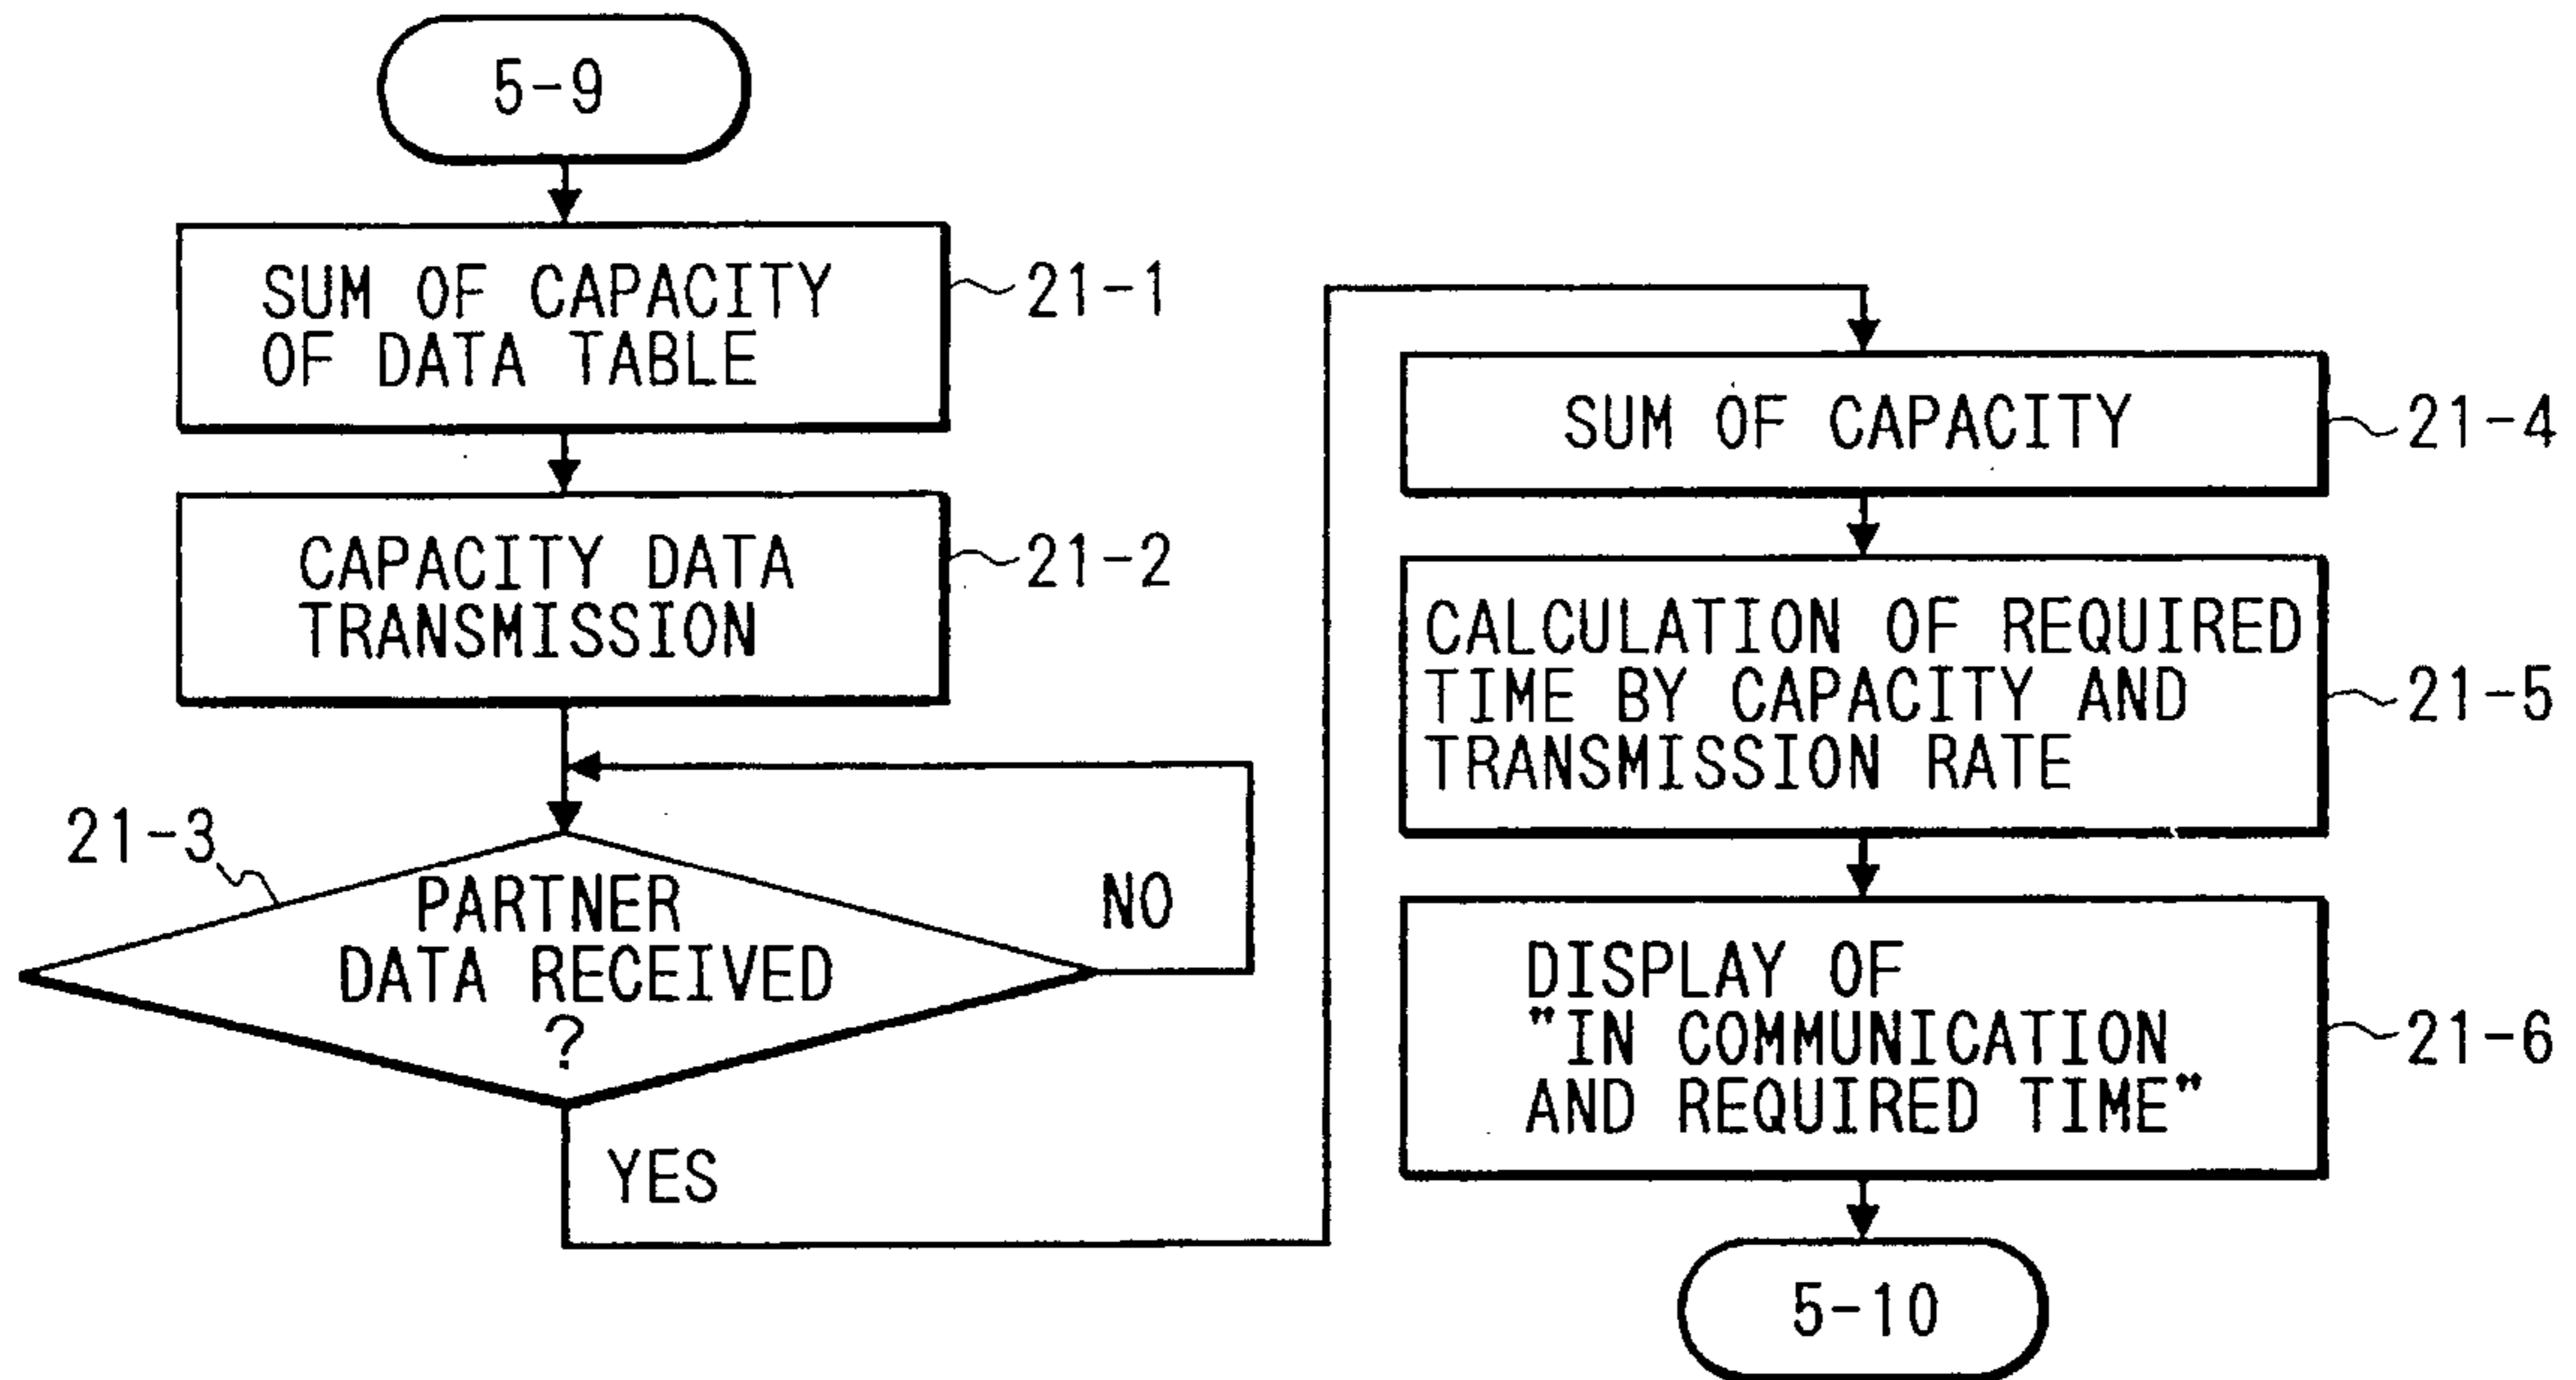 5-9
SUM OF CAPACITY
OF DATA TABLE
21-1
CAPACITY DATA
TRANSMISSION
21-2
21-3
PARTNER
DATA RECEIVED
?
NO
YES
SUM OF CAPACITY
21-4
CALCULATION OF REQUIRED
TIME BY CAPACITY AND
TRANSMISSION RATE
21-5
DISPLAY OF
"IN COMMUNICATION
AND REQUIRED TIME"
21-6
5-10